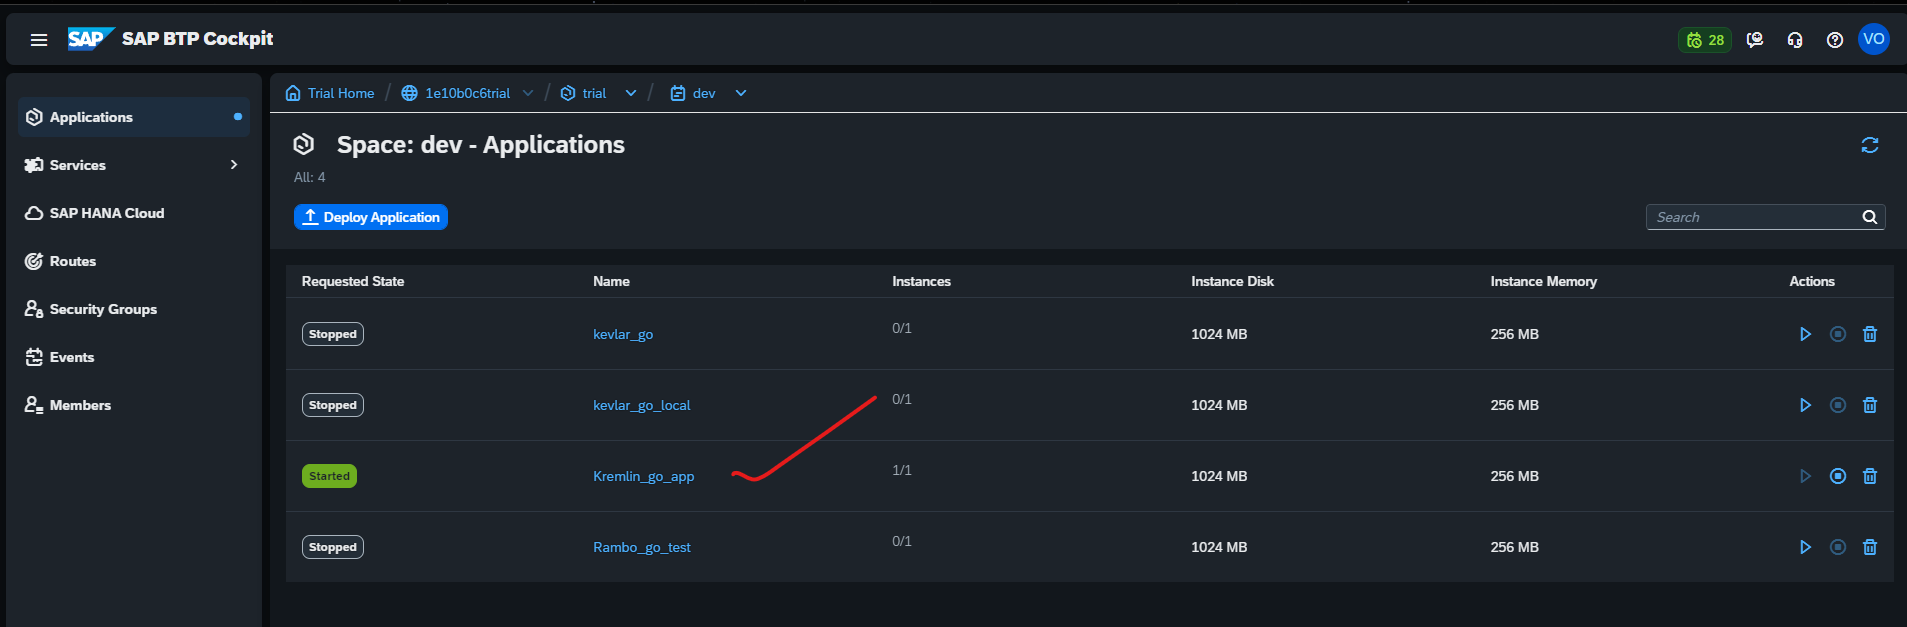 SAP SAP BTP Cockpit 28 VO
Applications
Services
SAP HANA Cloud
Routes
Security Groups
Events
Members
Trial Home / 1e10b0c6trial / trial / dev
Space: dev - Applications
All: 4
Deploy Application
Search
Requested State Name Instances Instance Disk Instance Memory Actions
Stopped kevlar_go 0/1 1024 MB 256 MB
Stopped kevlar_go_local 0/1 1024 MB 256 MB
Started Kremlin_go_app 1/1 1024 MB 256 MB
Stopped Rambo_go_test 0/1 1024 MB 256 MB